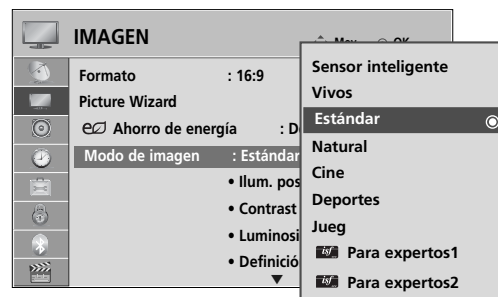 IMAGEN
OK
Formato : 16:9
Picture Wizard
Ahorro de energía
Modo de imagen : Estándar
• Ilum.
• Contrast
• Luminosi
• Definició
Sensor inteligente
Vivos
Estándar
Natural
Cine
Deportes
Jueg
Para expertos1
Para expertos2